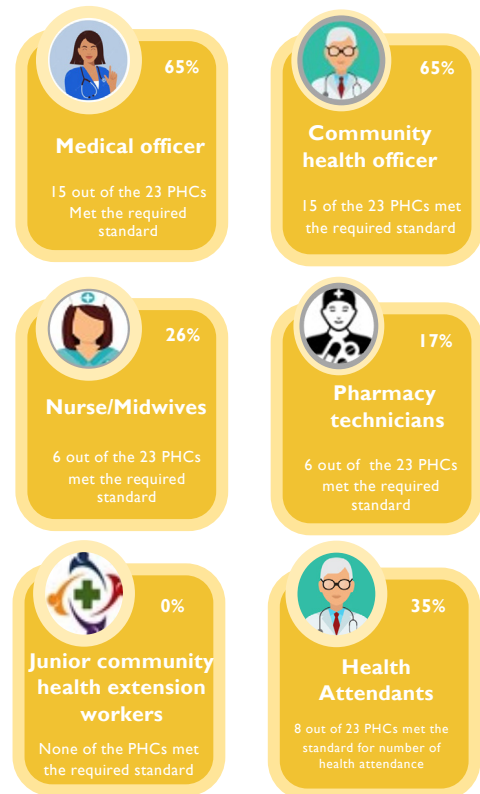 65%
Medical officer
15 out of the 23 PHCs
Met the required
standard
65%
Community
health officer
15 of the 23 PHCs met
the required standard
26%
Nurse/Midwives
6 out of the 23 PHCs
met the required
standard
17%
Pharmacy
technicians
6 out of the 23 PHCs
met the required
standard
0%
Junior community
health extension
workers
None of the PHCs met
the required standard
35%
Health
Attendants
8 out of 23 PHCs met the
standard for number of
health attendance